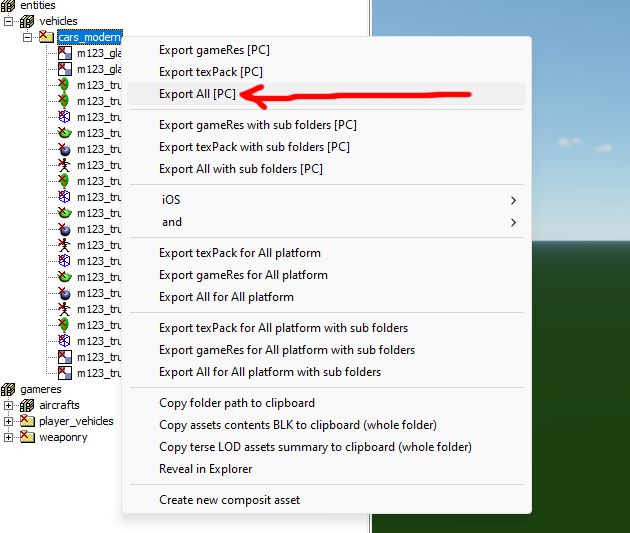 entities
vehicles
cars_modern
Export gameRes [PC]
m123_gla
Export texPack [PC]
m123_gla
Export All [PC]
m123_tru
m123_tru
Export gameRes with sub folders [PC]
m123_tru
Export texPack with sub folders [PC]
m123_tru
Export All with sub folders [PC]
m123_tru
m123_tru
iOS
m123_tru
and
m123_tru
m123_tru
Export texPack for All platform
m123_tru
Export gameRes for All platform
m123_tru
Export All for All platform
m123_tru
m123_tru
Export texPack for All platform with sub folders
m123_tru
Export gameRes for All platform with sub folders
m123_tru
m123_tru
Export All for All platform with sub folders
m123_tru
gameres
Copy folder path to clipboard
aircrafts
player_vehicles
Copy assets contents BLK to clipboard (whole folder)
weaponry
Copy terse LOD assets summary to clipboard (whole folder)
Reveal in Explorer
Create new composit asset